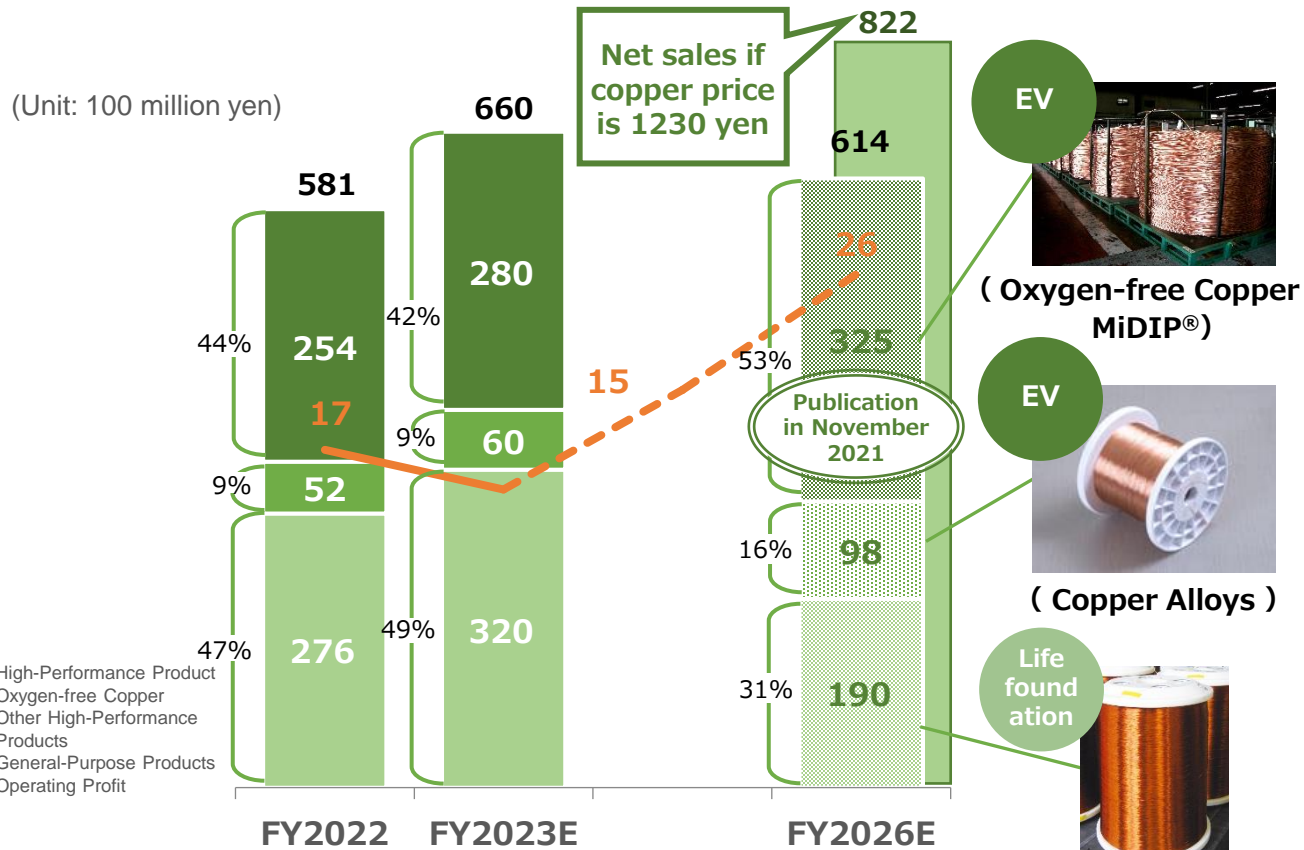 (Unit: 100 million yen)
Net sales if
copper price
is 1230 yen
822
660
614
581
EV
280
26
( Oxygen-free Copper
MiDIP®)
42%
44%
254
325
53%
15
17
Publication
in November
2021
EV
9%
60
9%
52
16%
98
( Copper Alloys )
49%
320
47%
276
31%
190
Life
found
ation
High-Performance Product
Oxygen-free Copper
Other High-Performance
Products
General-Purpose Products
Operating Profit
FY2022
FY2023E
FY2026E